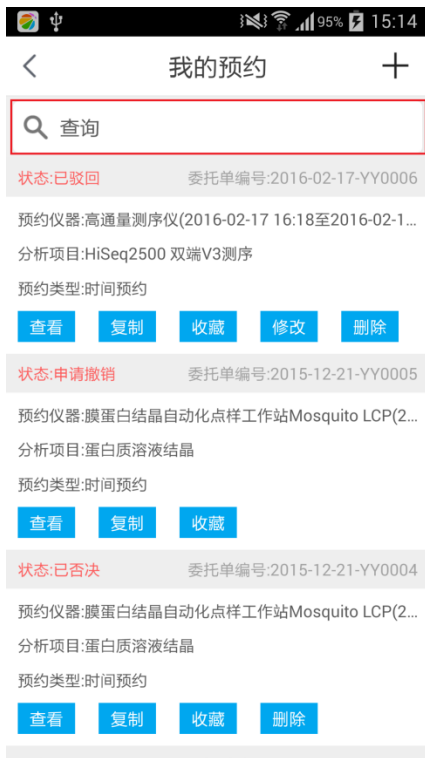 95% 15:14
我的预约
查询
状态:已驳回 委托单编号:2016-02-17-YY0006
预约仪器:高通量测序仪(2016-02-17 16:18至2016-02-1...
分析项目:HiSeq2500 双端V3测序
预约类型:时间预约
查看 复制 收藏 修改 删除
状态:申请撤销 委托单编号:2015-12-21-YY0005
预约仪器:膜蛋白结晶自动化点样工作站Mosquito LCP(2...
分析项目:蛋白质溶液结晶
预约类型:时间预约
查看 复制 收藏
状态:已否决 委托单编号:2015-12-21-YY0004
预约仪器:膜蛋白结晶自动化点样工作站Mosquito LCP(2...
分析项目:蛋白质溶液结晶
预约类型:时间预约
查看 复制 收藏 删除